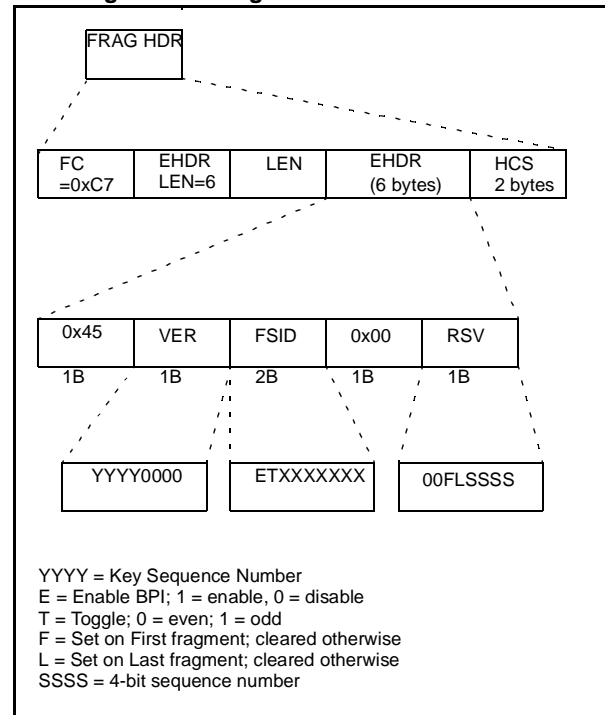 FRAG HDR
FC
=0xC7
EHDR
LEN=6
LEN
EHDR
(6 bytes)
HCS
2 bytes
0x45
VER
FSID
0x00
RSV
1B
1B
2B
1B
1B
YYYY0000
ETXXXXXXX
00FLSSSS
YYYY = Key Sequence Number
E = Enable BPI; 1 = enable, 0 = disable
T = Toggle; 0 = even; 1 = odd
F = Set on First fragment; cleared otherwise
L = Set on Last fragment; cleared otherwise
SSSS = 4-bit sequence number